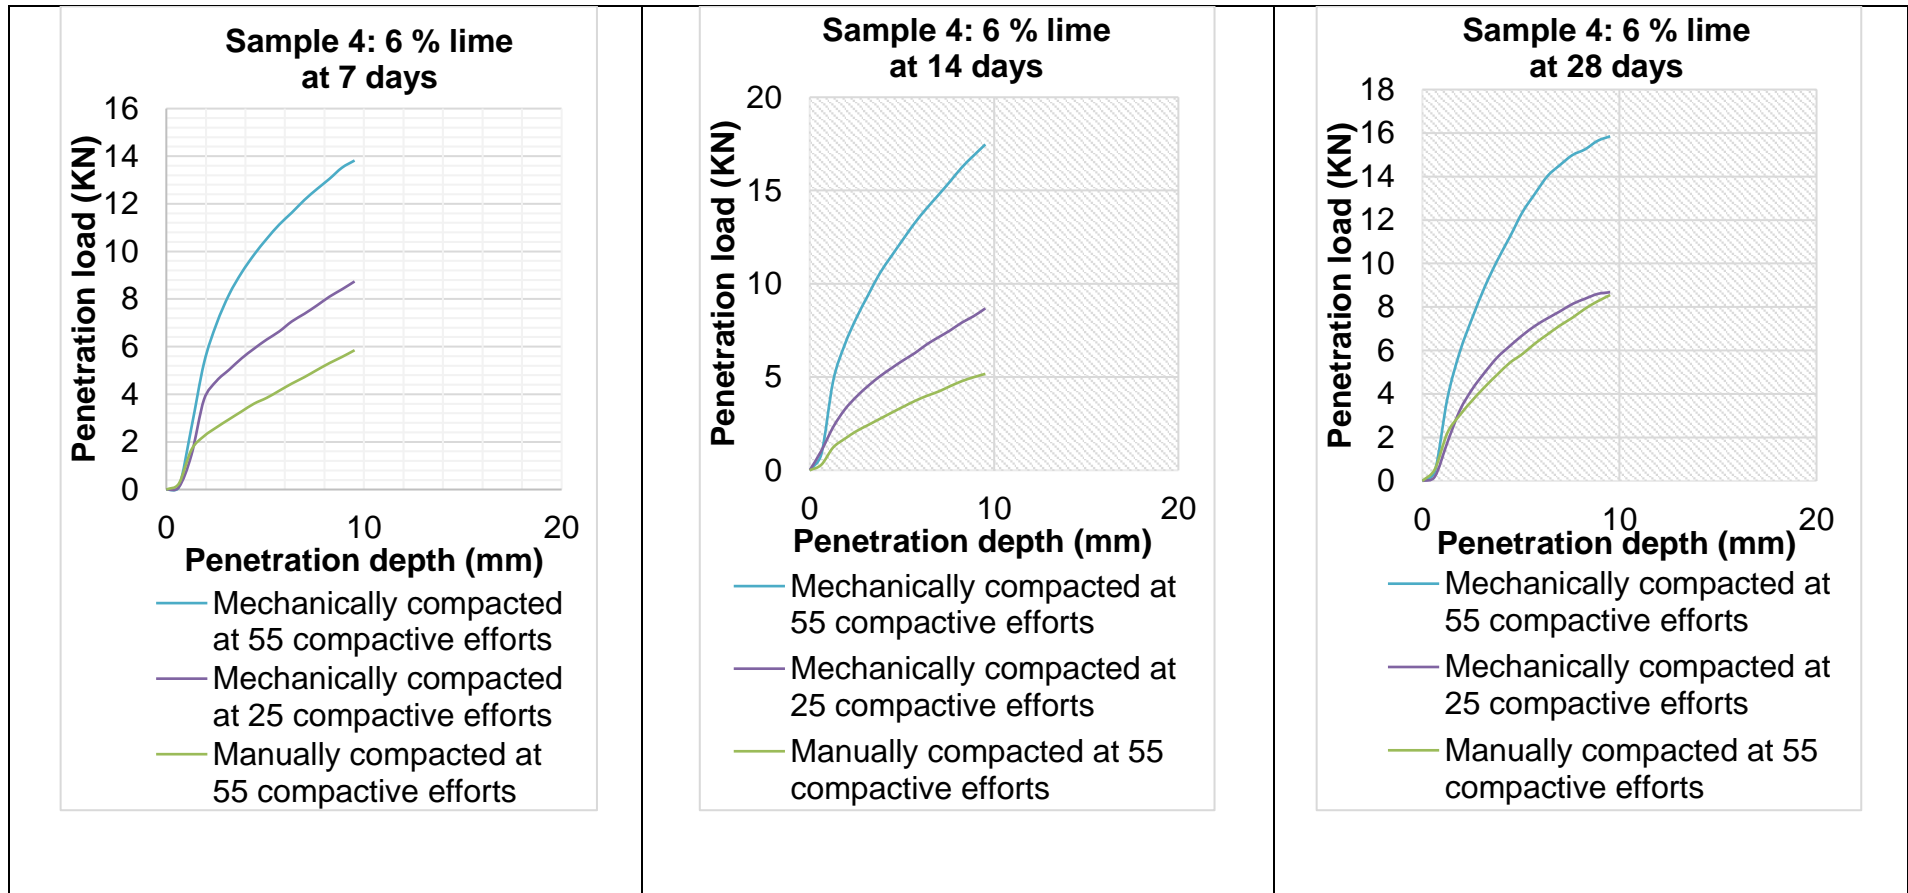 Sample 4: 6 % lime
at 7 days
Penetration load (KN)
16
14
12
10
8
6
4
2
0
0 10 20
Penetration depth (mm)
Mechanically compacted
at 55 compactive efforts
Mechanically compacted
at 25 compactive efforts
Manually compacted at
55 compactive efforts
Sample 4: 6 % lime
at 14 days
Penetration load (KN)
20
15
10
5
0
0 10 20
Penetration depth (mm)
Mechanically compacted at
55 compactive efforts
Mechanically compacted at
25 compactive efforts
Manually compacted at 55
compactive efforts
Sample 4: 6 % lime
at 28 days
Penetration load (KN)
18
16
14
12
10
8
6
4
2
0
0 10 20
Penetration depth (mm)
Mechanically compacted at
55 compactive efforts
Mechanically compacted at
25 compactive efforts
Manually compacted at 55
compactive efforts